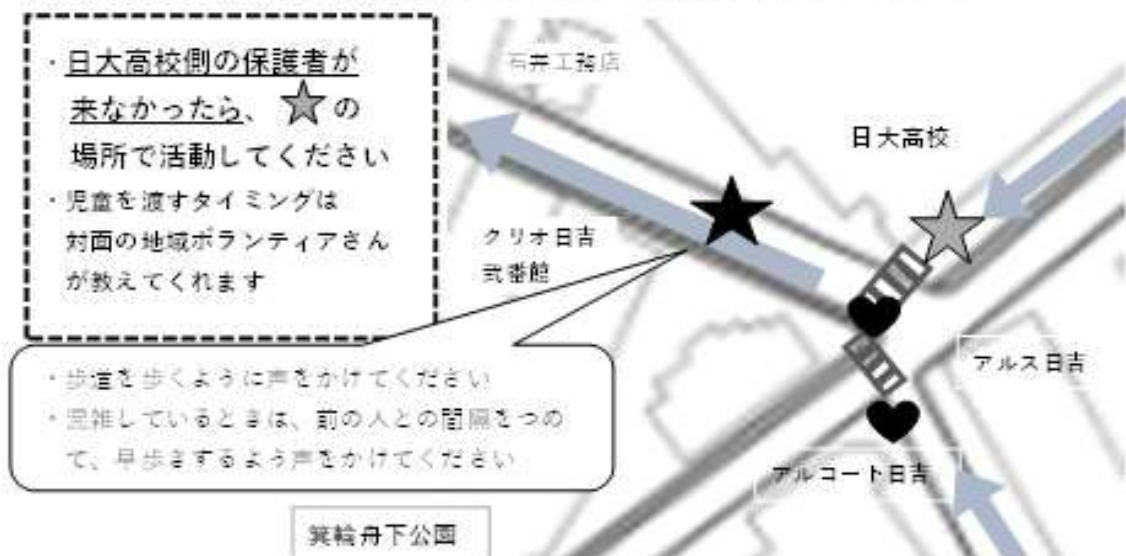 ・日大高校側の保護者が
来なかったら、☆の
場所で活動してください
・児童を渡すタイミングは
対面の地域ボランティアさん
が教えてくれます
石井工務店
日大高校
クリオ日吉
弐番館
アルス日吉
・歩道を歩くように声をかけてください
・混雑しているときは、前の人との間隔をつの
て、早歩きするよう声をかけてください
アルコート日吉
箕輪舟下公園